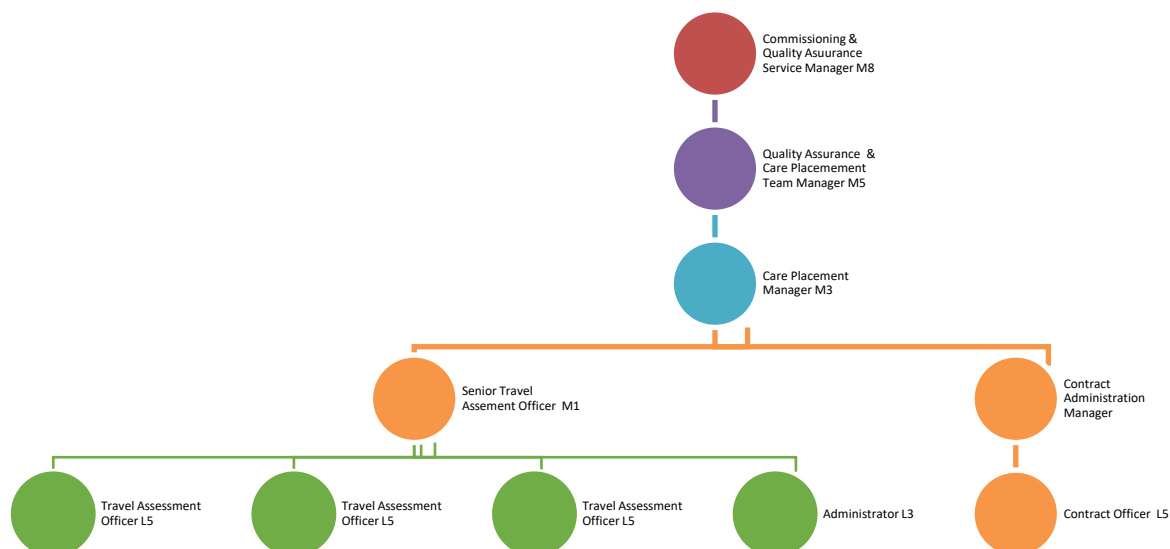 Commissioning &
Quality Asuurance
Service Manager M8
Quality Assurance &
Care Placemement
Team Manager M5
Care Placement
Manager M3
Senior Travel
Assement Officer M1
Contract
Administration
Manager
Travel Assessment
Officer L5
Travel Assessment
Officer L5
Travel Assessment
Officer L5
Administrator L3
Contract Officer L5